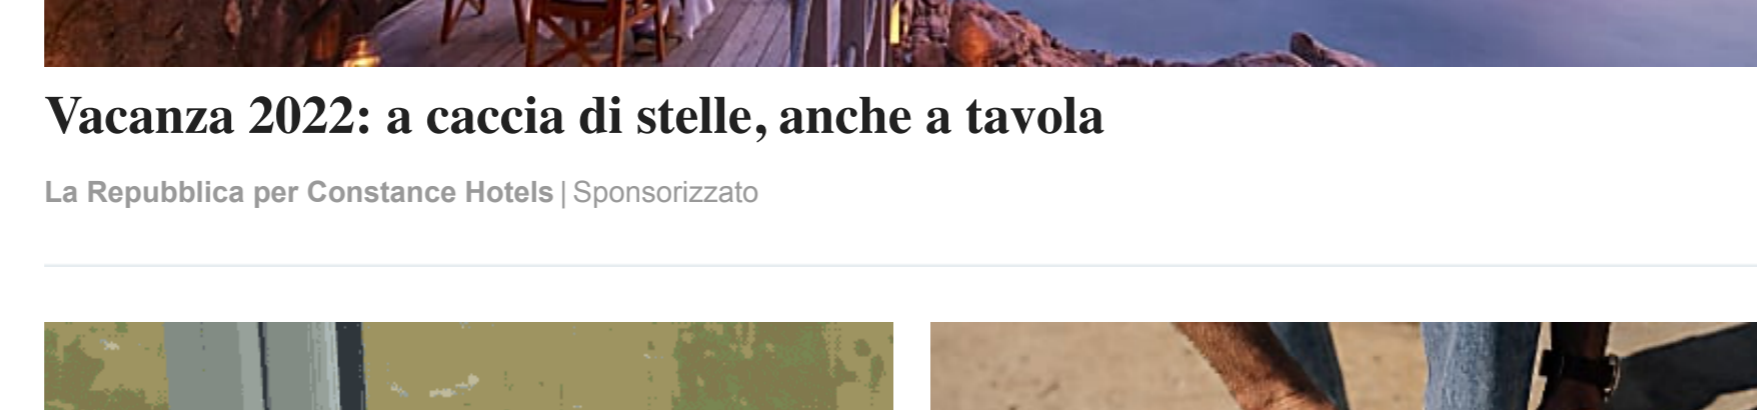 Vacanza 2022: a caccia di stelle, anche a tavola
La Repubblica per Constance Hotels | Sponsorizzato